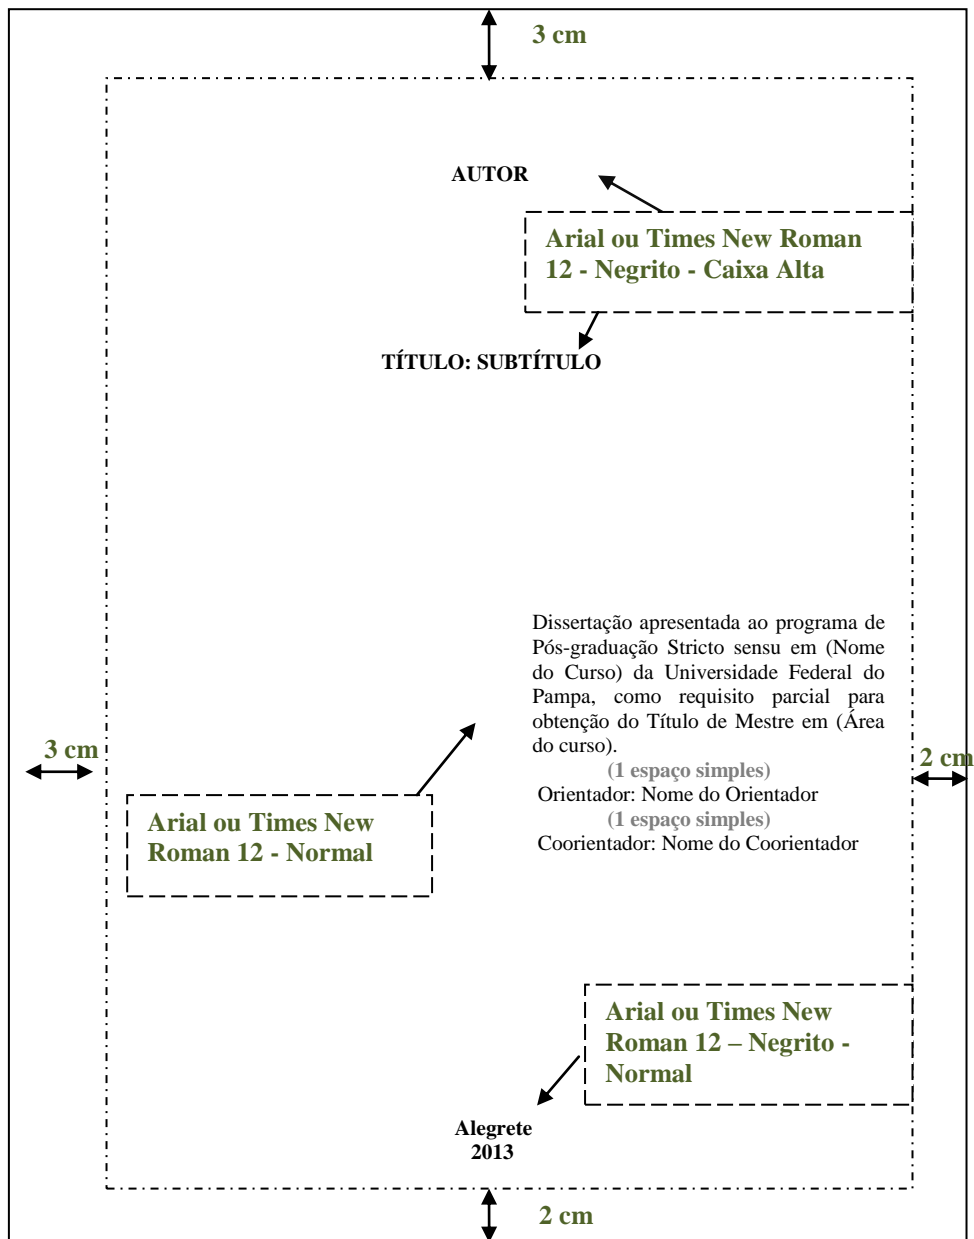 3 cm
AUTOR
Arial ou Times New Roman
12 - Negrito - Caixa Alta
TÍTULO: SUBTÍTULO
Dissertação apresentada ao programa de
Pós-graduação Stricto sensu em (Nome
do Curso) da Universidade Federal do
Pampa, como requisito parcial para
obtenção do Título de Mestre em (Área
do curso).
(1 espaço simples)
Orientador: Nome do Orientador
(1 espaço simples)
Coorientador: Nome do Coorientador
3 cm
2 cm
Arial ou Times New
Roman 12 - Normal
Arial ou Times New
Roman 12 – Negrito -
Normal
Alegrete
2013
2 cm